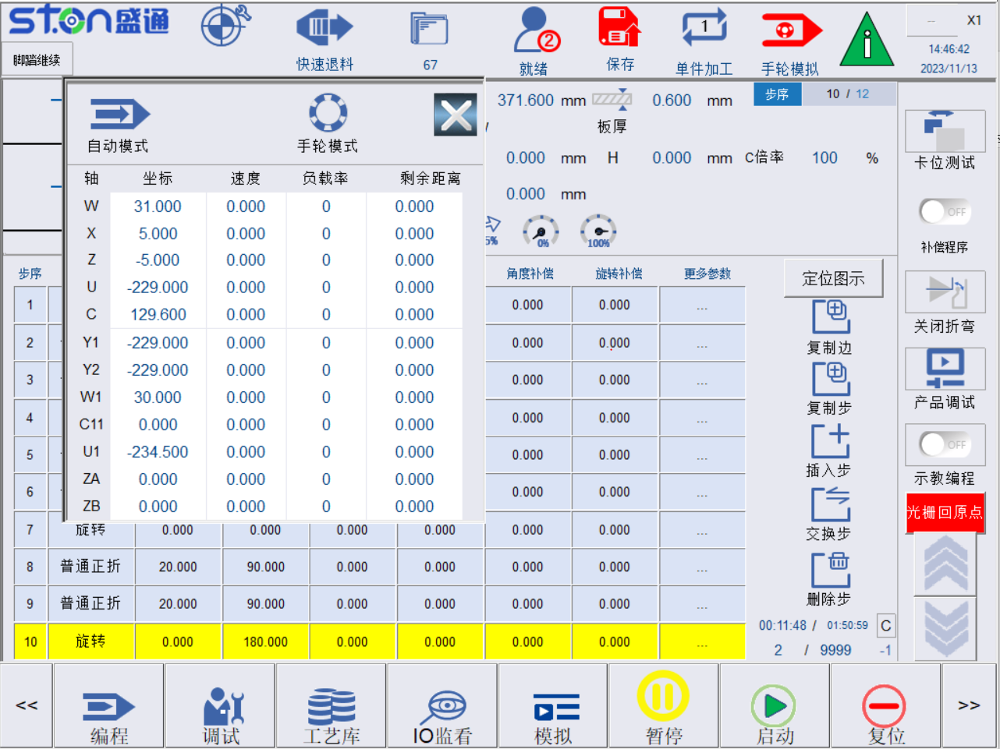 STON盛通
脚踏继续
快速退料
67
2
就绪
保存
1
单件加工
手轮模拟
i
--
X1
14:46:42
2023/11/13
自动模式
手轮模式
371.600 mm
0.600 mm
板厚
步序
10 / 12
0.000 mm H 0.000 mm C倍率 100 %
0.000 mm
5%
0%
100%
轴 坐标 速度 负载率 剩余距离
W 31.000 0.000 0 0.000
X 5.000 0.000 0 0.000
Z -5.000 0.000 0 0.000
U -229.000 0.000 0 0.000
C 129.600 0.000 0 0.000
Y1 -229.000 0.000 0 0.000
Y2 -229.000 0.000 0 0.000
W1 30.000 0.000 0 0.000
C11 0.000 0.000 0 0.000
U1 -234.500 0.000 0 0.000
ZA 0.000 0.000 0 0.000
ZB 0.000 0.000 0 0.000
步序 角度补偿 旋转补偿 更多参数
1 0.000 0.000 ...
2 0.000 0.000 ...
3 0.000 0.000 ...
4 0.000 0.000 ...
5 0.000 0.000 ...
6 0.000 0.000 ...
7 旋转 0.000 0.000 0.000 0.000 0.000 0.000 ...
8 普通正折 20.000 90.000 0.000 0.000 0.000 0.000 ...
9 普通正折 20.000 90.000 0.000 0.000 0.000 0.000 ...
10 旋转 0.000 180.000 0.000 0.000 0.000 0.000 ...
定位图示
复制边
复制步
插入步
交换步
删除步
00:11:48 / 01:50:59 C
2 / 9999 -1
卡位测试
OFF
补偿程序
关闭折弯
产品调试
OFF
示教编程
光栅回原点
<<
编程
调试
工艺库
IO监看
模拟
暂停
启动
复位
>>